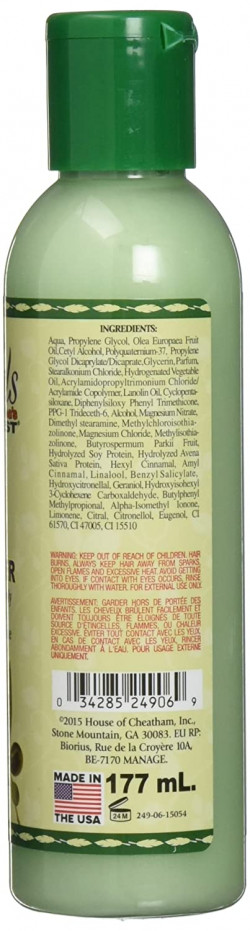 INGREDIENTS:
Aqua, Propylene Glycol, Olea Europaea Fruit
Oil,Cetyl Alcohol, Polyquaternium-37, Propylene
Glycol Dicaprylate/Dicaprate,Glycerin,Parfum,
Stearalkonium Chloride, Hydrogenated Vegetable
Oil, Acrylamidopropyltrimonium Chloride/
Acrylamide Copolymer, Lanolin Oil, Cyclopenta-
siloxane, Diphenylsiloxy Phenyl Trimethicone,
PPG-1 Trideceth-6, Alcohol, Magnesium Nitrate,
Dimethyl stearamine, Methylchloroisothia-
zolinone, Magnesium Chloride, Methylisothia-
zolinone, Butyrospermum Parkii Fruit,
Hydrolyzed Soy Protein, Hydrolyzed Avena
Sativa Protein, Hexyl Cinnamal, Amyl
Cinnamal, Linalool, Benzyl Salicylate,
Hydroxycitronellal, Geraniol, Hydroxyisohexyl
3-Cyclohexene Carboxaldehyde, Butylphenyl
Methylpropional, Alpha-Isomethyl Ionone,
Limonene, Citral, Citronellol, Eugenol, CI
61570, CI 47005, CI 15510
WARNING: KEEP OUT OF REACH OF CHILDREN. HAIR
BURNS, ALWAYS KEEP HAIR AWAY FROM SPARKS,
OPEN FLAMES AND EXCESSIVE HEAT AVOID GETTING
INTO EYES. IF CONTACT WITH EYES OCCURS, RINSE
THOROUGHLY WITH WATER. FOR EXTERNAL USE ONLY.
AVERTISSEMENT. GARDER HORS DE PORTÉE DES
ENFANTS. LES CHEVEUX BRÛLENT FACILEMENT ET
DOIVENT TOUJOURS ÊTRE ÉLOIGNES DE TOUTE
SOURCE D'ÉTINCELLES, FLAMMES, OU CHALEUR
EXCESSIVE. ÉVITER TOUT CONTACT AVEC LES YEUX.
EN CAS DE CONTACT AVEC LES YEUX, RINCER
ABONDAMMENT À L'EAU. POUR USAGE EXTERNE
UNIQUEMENT.
0 34285 24906 9
©2015 House of Cheatham, Inc.,
Stone Mountain, GA 30083. EU RP:
Biorius, Rue de la Croyère 10A,
BE-7170 MANAGE.
MADE IN
THE USA
177 mL.
24 M
249-06-15054